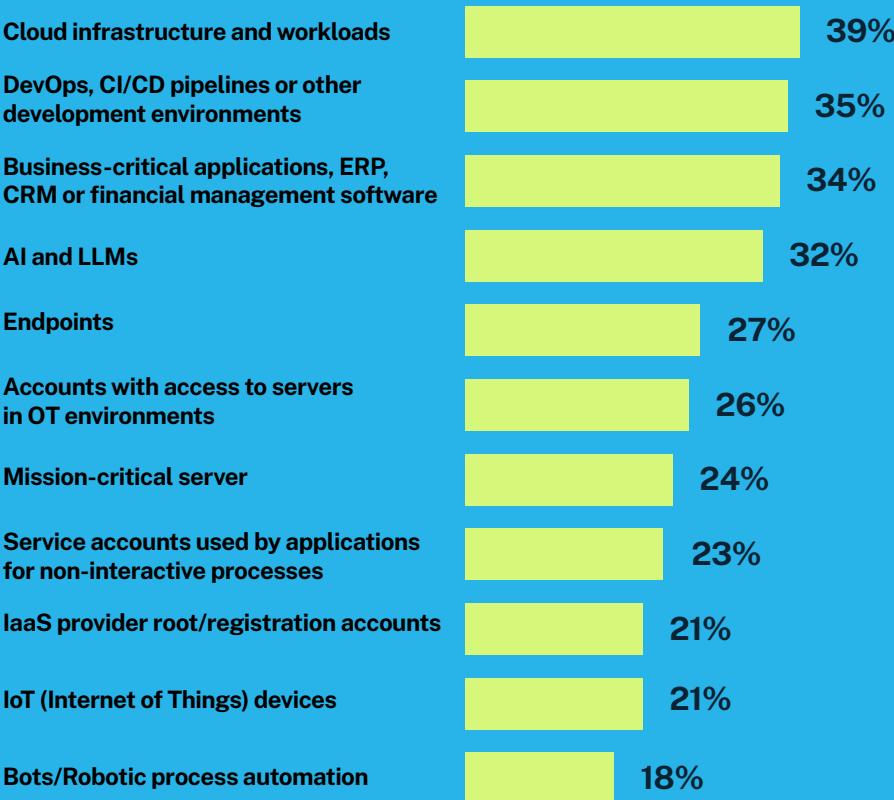 Cloud infrastructure and workloads
39%
DevOps, CI/CD pipelines or other
development environments
35%
Business-critical applications, ERP,
CRM or financial management software
34%
AI and LLMs
32%
Endpoints
27%
Accounts with access to servers
in OT environments
26%
Mission-critical server
24%
Service accounts used by applications
for non-interactive processes
23%
IaaS provider root/registration accounts
21%
IoT (Internet of Things) devices
21%
Bots/Robotic process automation
18%